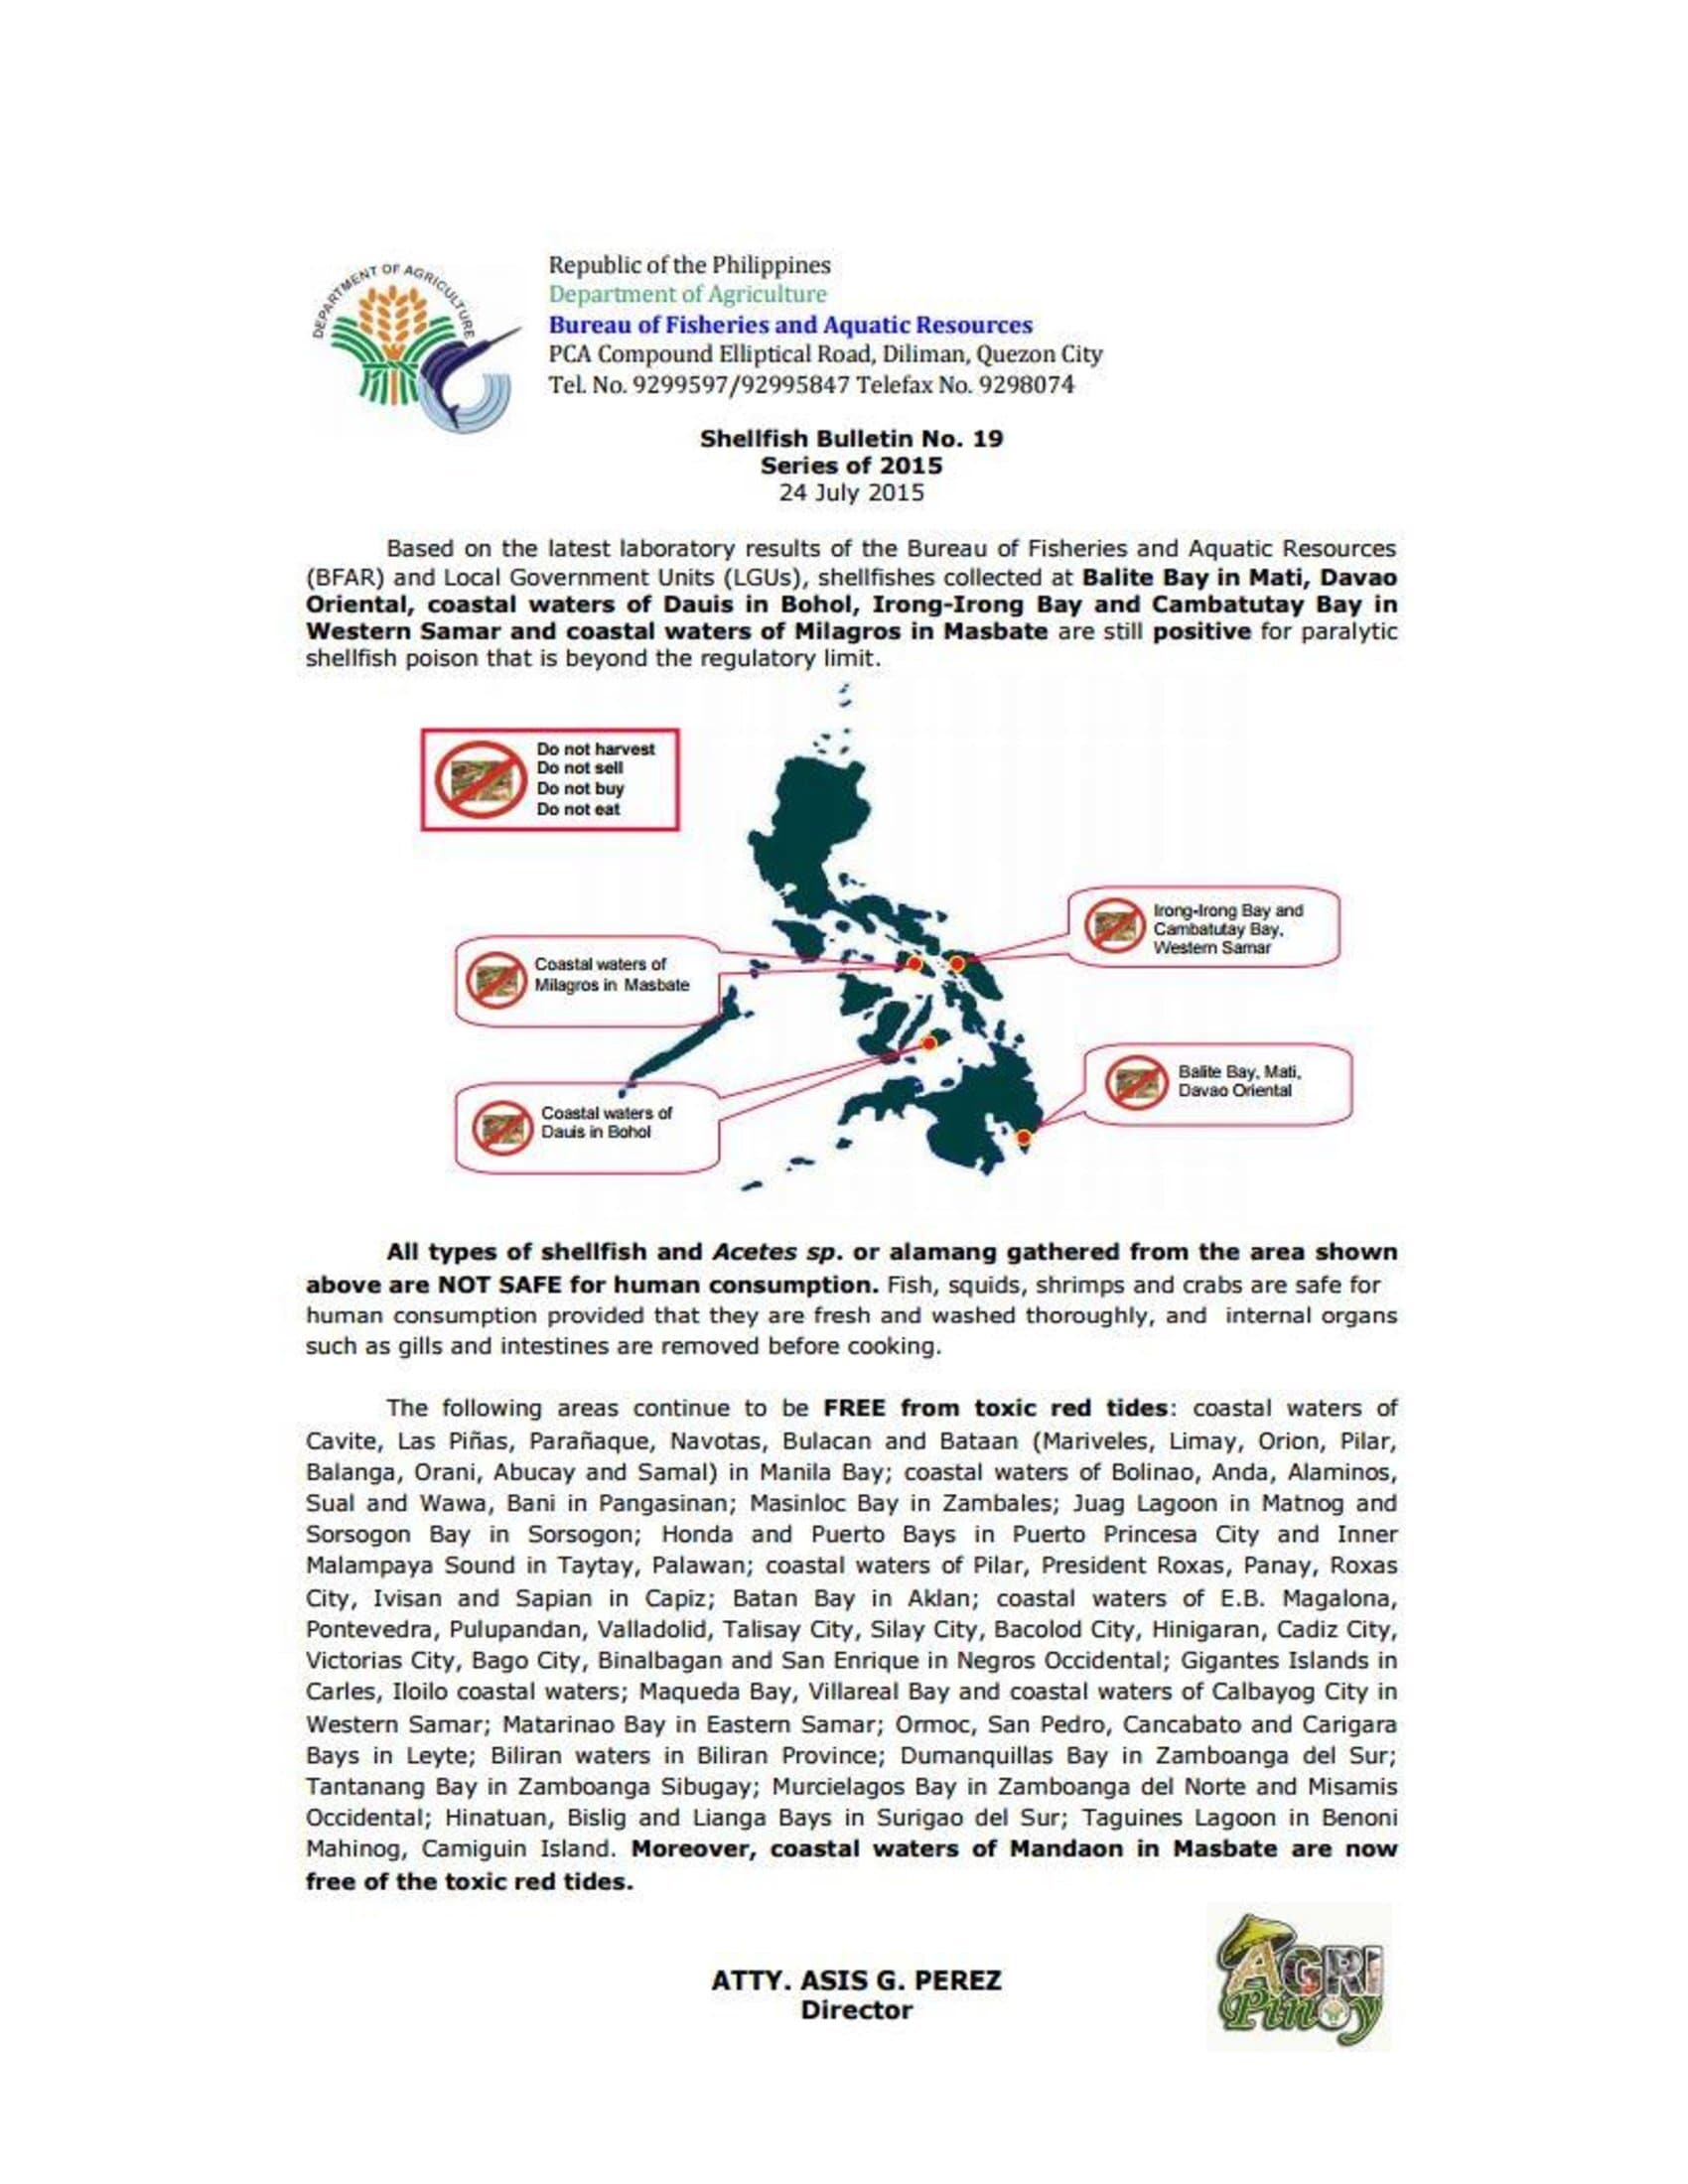 DEPARTMENT OF AGRICULTURE
Republic of the Philippines
Department of Agriculture
Bureau of Fisheries and Aquatic Resources
PCA Compound Elliptical Road, Diliman, Quezon City
Tel. No. 9299597/92995847 Telefax No. 9298074
Shellfish Bulletin No. 19
Series of 2015
24 July 2015
Based on the latest laboratory results of the Bureau of Fisheries and Aquatic Resources
(BFAR) and Local Government Units (LGUs), shellfishes collected at Balite Bay in Mati, Davao
Oriental, coastal waters of Dauis in Bohol, Irong-Irong Bay and Cambatutay Bay in
Western Samar and coastal waters of Milagros in Masbate are still positive for paralytic
shellfish poison that is beyond the regulatory limit.
Do not harvest
Do not sell
Do not buy
Do not eat
Irong-Irong Bay and
Cambatutay Bay,
Western Samar
Coastal waters of
Milagros in Masbate
Balite Bay, Mati,
Davao Oriental
Coastal waters of
Dauis in Bohol
All types of shellfish and Acetes sp. or alamang gathered from the area shown
above are NOT SAFE for human consumption. Fish, squids, shrimps and crabs are safe for
human consumption provided that they are fresh and washed thoroughly, and internal organs
such as gills and intestines are removed before cooking.
The following areas continue to be FREE from toxic red tides: coastal waters of
Cavite, Las Piñas, Parañaque, Navotas, Bulacan and Bataan (Mariveles, Limay, Orion, Pilar,
Balanga, Orani, Abucay and Samal) in Manila Bay; coastal waters of Bolinao, Anda, Alaminos,
Sual and Wawa, Bani in Pangasinan; Masinloc Bay in Zambales; Juag Lagoon in Matnog and
Sorsogon Bay in Sorsogon; Honda and Puerto Bays in Puerto Princesa City and Inner
Malampaya Sound in Taytay, Palawan; coastal waters of Pilar, President Roxas, Panay, Roxas
City, Ivisan and Sapian in Capiz; Batan Bay in Aklan; coastal waters of E.B. Magalona,
Pontevedra, Pulupandan, Valladolid, Talisay City, Silay City, Bacolod City, Hinigaran, Cadiz City,
Victorias City, Bago City, Binalbagan and San Enrique in Negros Occidental; Gigantes Islands in
Carles, Iloilo coastal waters; Maqueda Bay, Villareal Bay and coastal waters of Calbayog City in
Western Samar; Matarinao Bay in Eastern Samar; Ormoc, San Pedro, Cancabato and Carigara
Bays in Leyte; Biliran waters in Biliran Province; Dumanquillas Bay in Zamboanga del Sur;
Tantanang Bay in Zamboanga Sibugay; Murcielagos Bay in Zamboanga del Norte and Misamis
Occidental; Hinatuan, Bislig and Lianga Bays in Surigao del Sur; Taguines Lagoon in Benoni
Mahinog, Camiguin Island. Moreover, coastal waters of Mandaon in Masbate are now
free of the toxic red tides.
ATTY. ASIS G. PEREZ
Director
AGRI
Pinoy